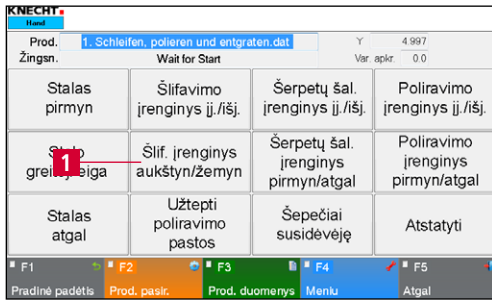 KNECHT
Hand
Prod. 1. Schleifen, polieren und entgraten.dat Y 4.997
Žingsn. Wait for Start Var. apkr. 0.0
Stalas
pirmyn
Šlifavimo
įrenginys įj./išj.
Šerpetų šal.
įrenginys įj./išj.
Poliravimo
įrenginys įj./išj.
1
Šlif. įrenginys
aukštyn/žemyn
Šerpetų šal.
įrenginys
pirmyn/atgal
Poliravimo
įrenginys
pirmyn/atgal
Stalas
atgal
Užtepti
poliravimo
pastos
Šepečiai
susidėvėję
Atstatyti
F1 F2 F3 F4 F5
Pradinė padėtis Prod. pasir. Prod. duomenys Meniu Atgal